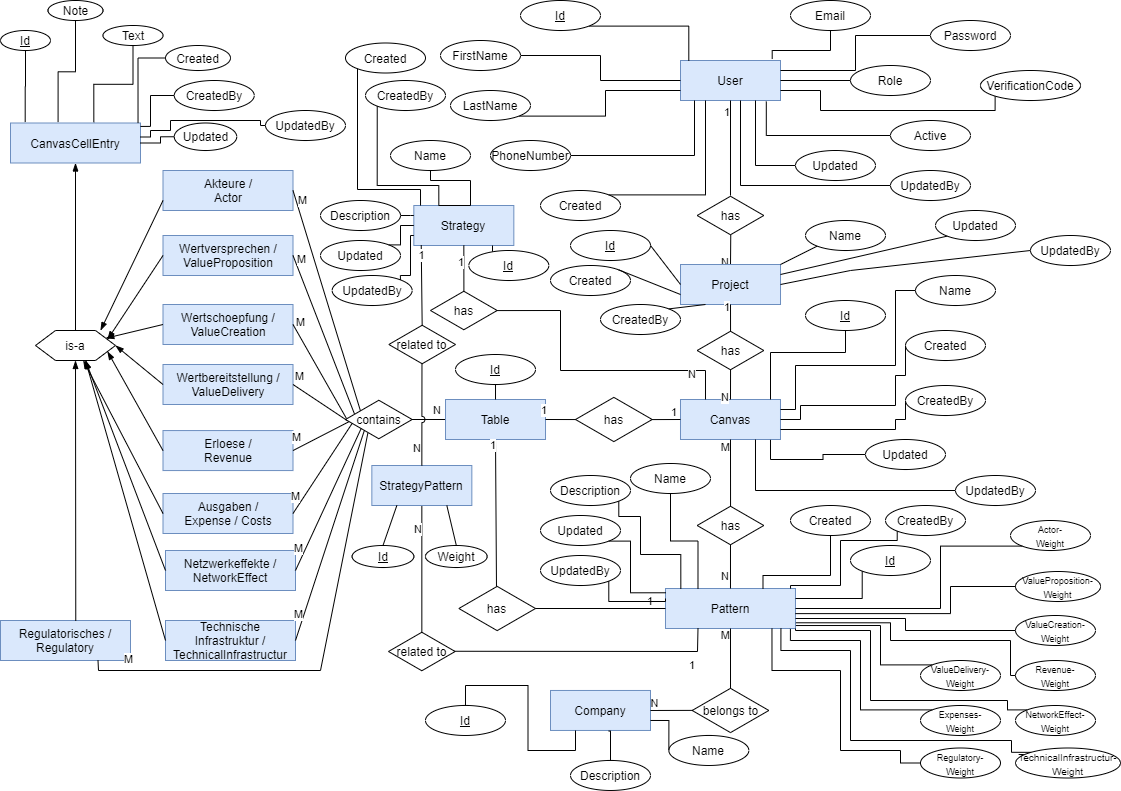 Note
Id
Text
Created
CreatedBy
UpdatedBy
Updated
CanvasCellEntry
Akteure /
Actor
M
Wertversprechen /
ValueProposition
M
Wertschoepfung /
ValueCreation
M
is-a
Wertbereitstellung /
ValueDelivery
M
Erloese /
Revenue
M
Ausgaben /
Expense / Costs
M
Netzwerkeffekte /
NetworkEffect
M
Technische
Infrastruktur /
TechnicalInfrastructur
M
Regulatorisches /
Regulatory
M
contains
N
Created
CreatedBy
Name
Description
Updated
UpdatedBy
Strategy
Id
1
1
has
N
related to
N
StrategyPattern
Id
Weight
N
related to
1
Id
Table
1
1
has
1
has
1
Id
Email
FirstName
Password
User
Role
VerificationCode
LastName
PhoneNumber
Active
Updated
UpdatedBy
Created
1
has
N
Id
Name
Updated
UpdatedBy
Created
Project
CreatedBy
1
has
N
Name
Id
Created
CreatedBy
Canvas
Updated
UpdatedBy
M
has
N
Name
Description
Updated
UpdatedBy
Created
CreatedBy
Id
Pattern
Actor-
Weight
ValueProposition-
Weight
ValueCreation-
Weight
ValueDelivery-
Weight
Revenue-
Weight
Expenses-
Weight
NetworkEffect-
Weight
Regulatory-
Weight
TechnicalInfrastructur-
Weight
M
belongs to
N
Company
Id
Name
Description